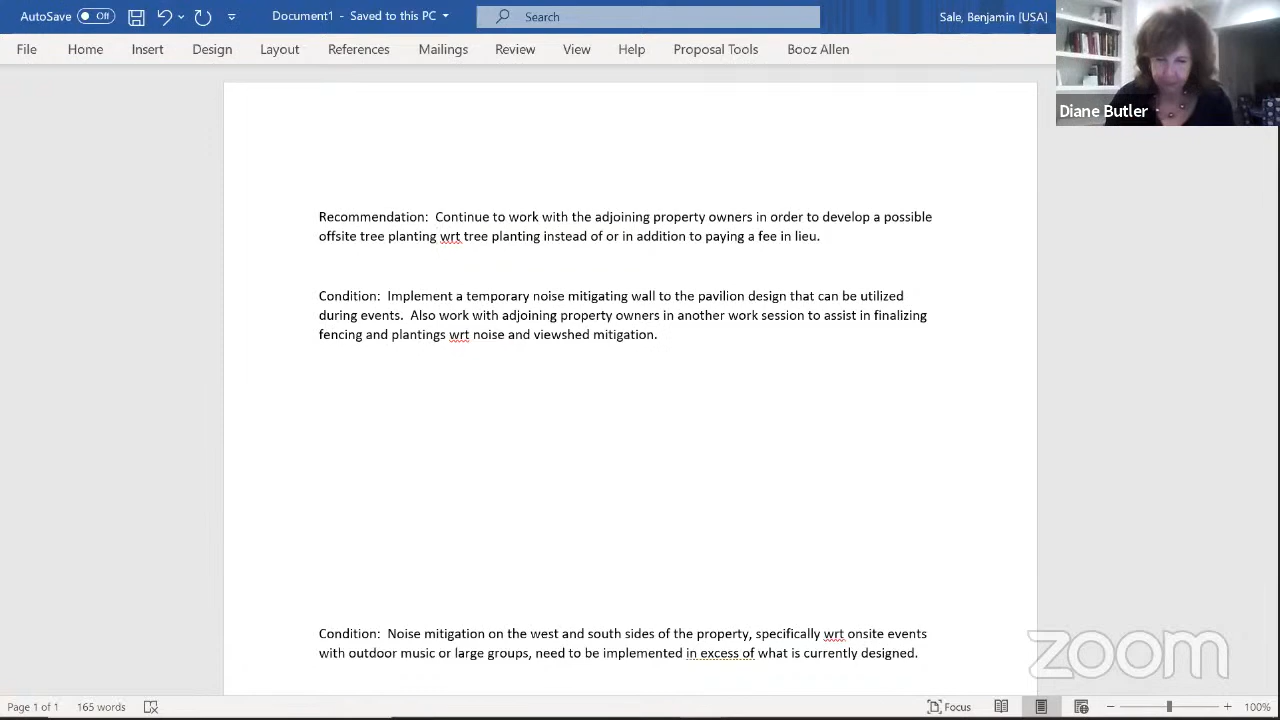 AutoSave Off Document1 - Saved to this PC Search Sale, Benjamin [USA]
File Home Insert Design Layout References Mailings Review View Help Proposal Tools Booz Allen
Diane Butler
Recommendation: Continue to work with the adjoining property owners in order to develop a possible
offsite tree planting wrt tree planting instead of or in addition to paying a fee in lieu.
Condition: Implement a temporary noise mitigating wall to the pavilion design that can be utilized
during events. Also work with adjoining property owners in another work session to assist in finalizing
fencing and plantings wrt noise and viewshed mitigation.
Condition: Noise mitigation on the west and south sides of the property, specifically wrt onsite events
with outdoor music or large groups, need to be implemented in excess of what is currently designed.
zoom
Page 1 of 1 165 words Focus 100%